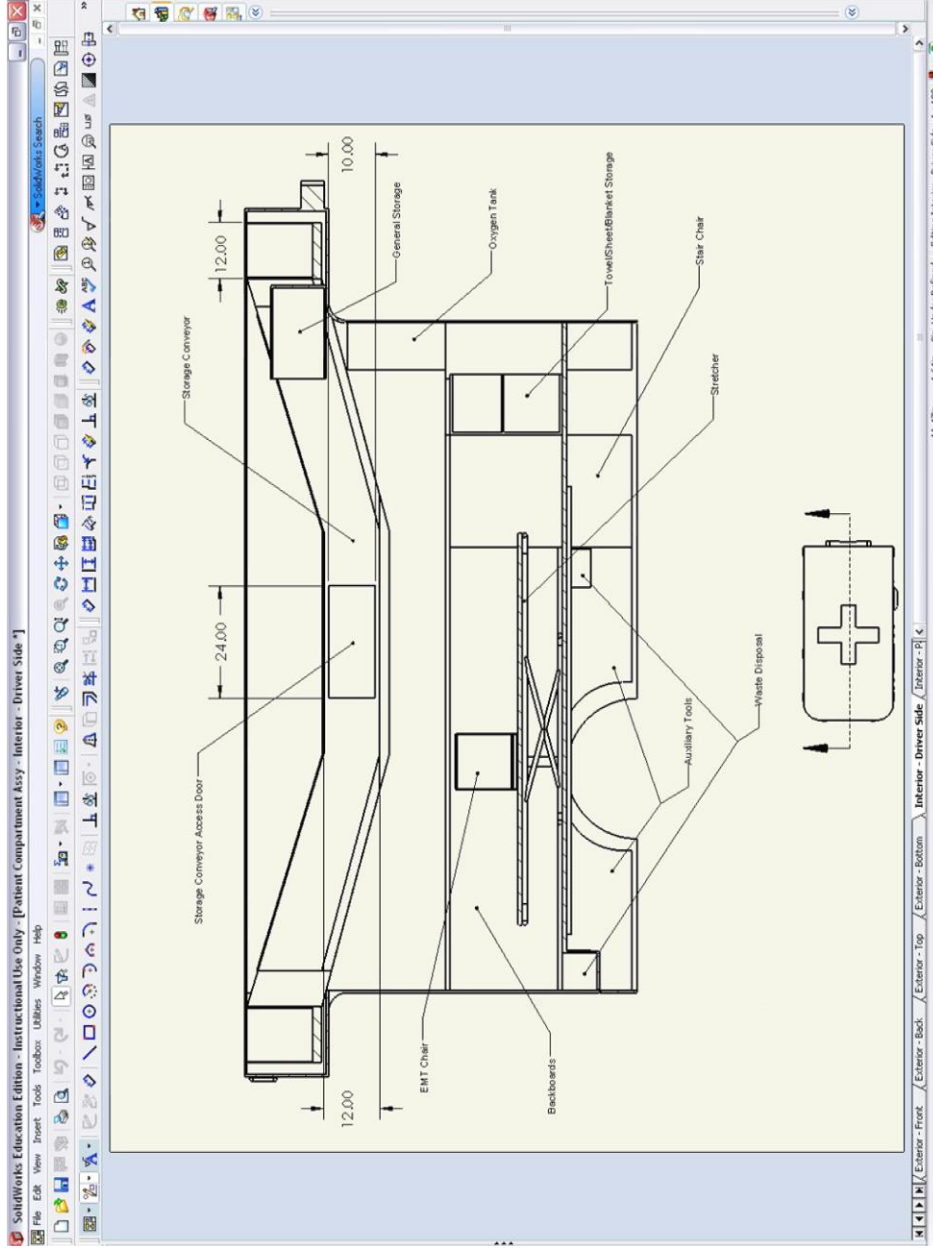 SolidWorks Education Edition - Instructional Use Only - [Patient Compartment Assy - Interior - Driver Side *]
File Edit View Insert Tools Toolbox Utilities Window Help
SolidWorks Search
Storage Conveyor Access Door
Storage Conveyor
24.00
12.00
12.00
10.00
General Storage
Oxygen Tank
Towel/Sheet/Blanket Storage
Stair Chair
Stretcher
EMT Chair
Backboards
Auxiliary Tools
Waste Disposal
Exterior - Front Exterior - Back Exterior - Top Exterior - Bottom Interior - Driver Side Interior - P